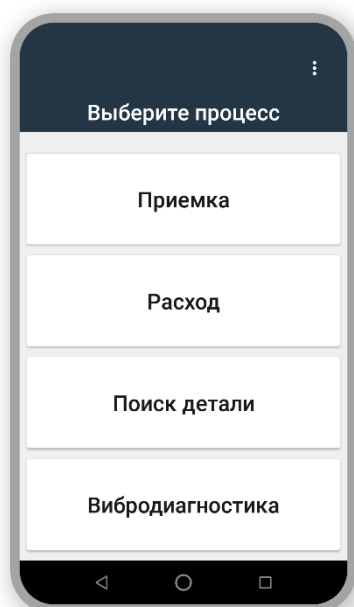 Выберите процесс
Приемка
Расход
Поиск детали
Вибродиагностика